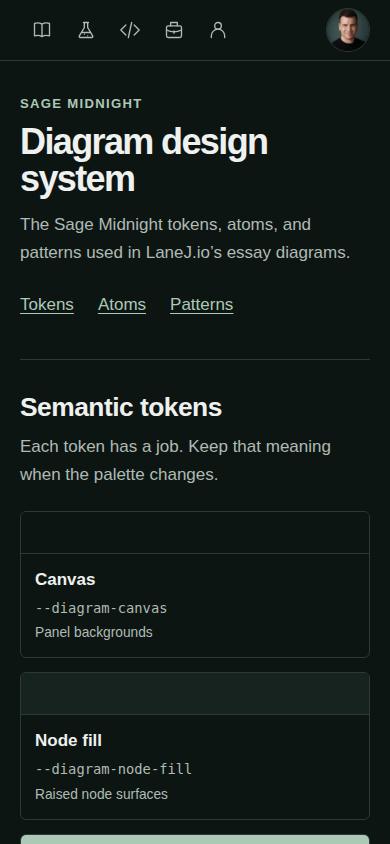 SAGE MIDNIGHT
Diagram design
system
The Sage Midnight tokens, atoms, and
patterns used in LaneJ.io’s essay diagrams.
Tokens Atoms Patterns
Semantic tokens
Each token has a job. Keep that meaning
when the palette changes.
Canvas
--diagram-canvas
Panel backgrounds
Node fill
--diagram-node-fill
Raised node surfaces